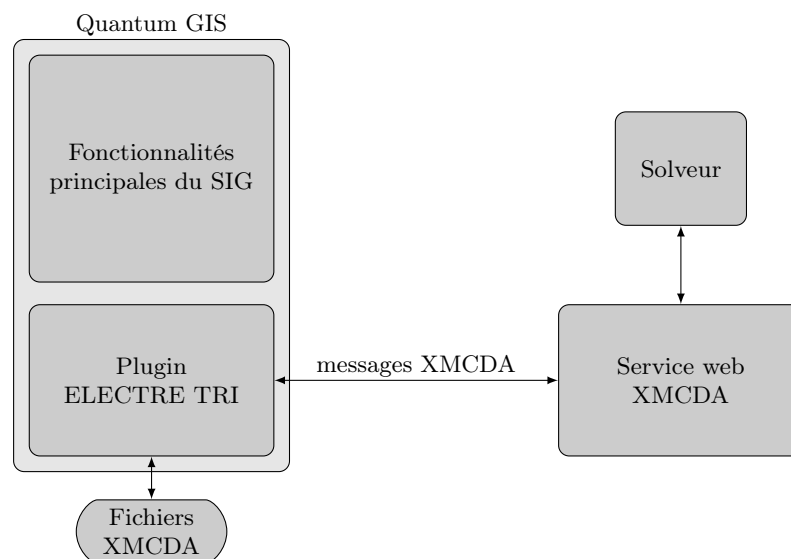 Quantum GIS
Fonctionnalités
principales du SIG
Solveur
Plugin
ELECTRE TRI
messages XMCDA
Service web
XMCDA
Fichiers
XMCDA